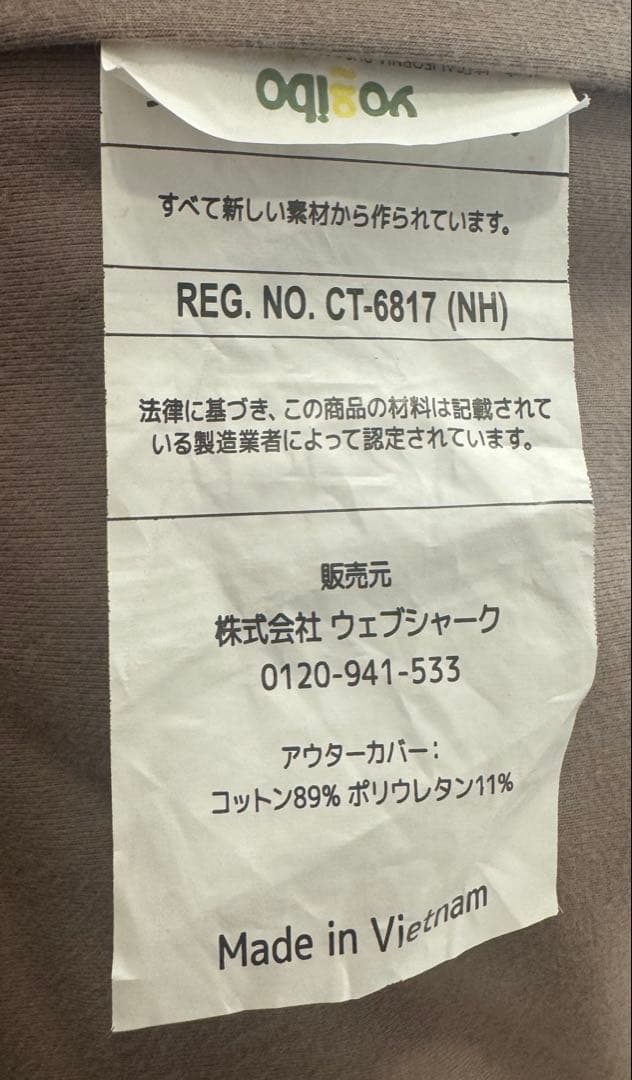 yogibo
すべて新しい素材から作られています。
REG. NO. CT-6817 (NH)
法律に基づき、この商品の材料は記載されて
いる製造業者によって認定されています。
販売元
株式会社 ウェブシャーク
0120-941-533
アウターカバー：
コットン89% ポリウレタン11%
Made in Vietnam